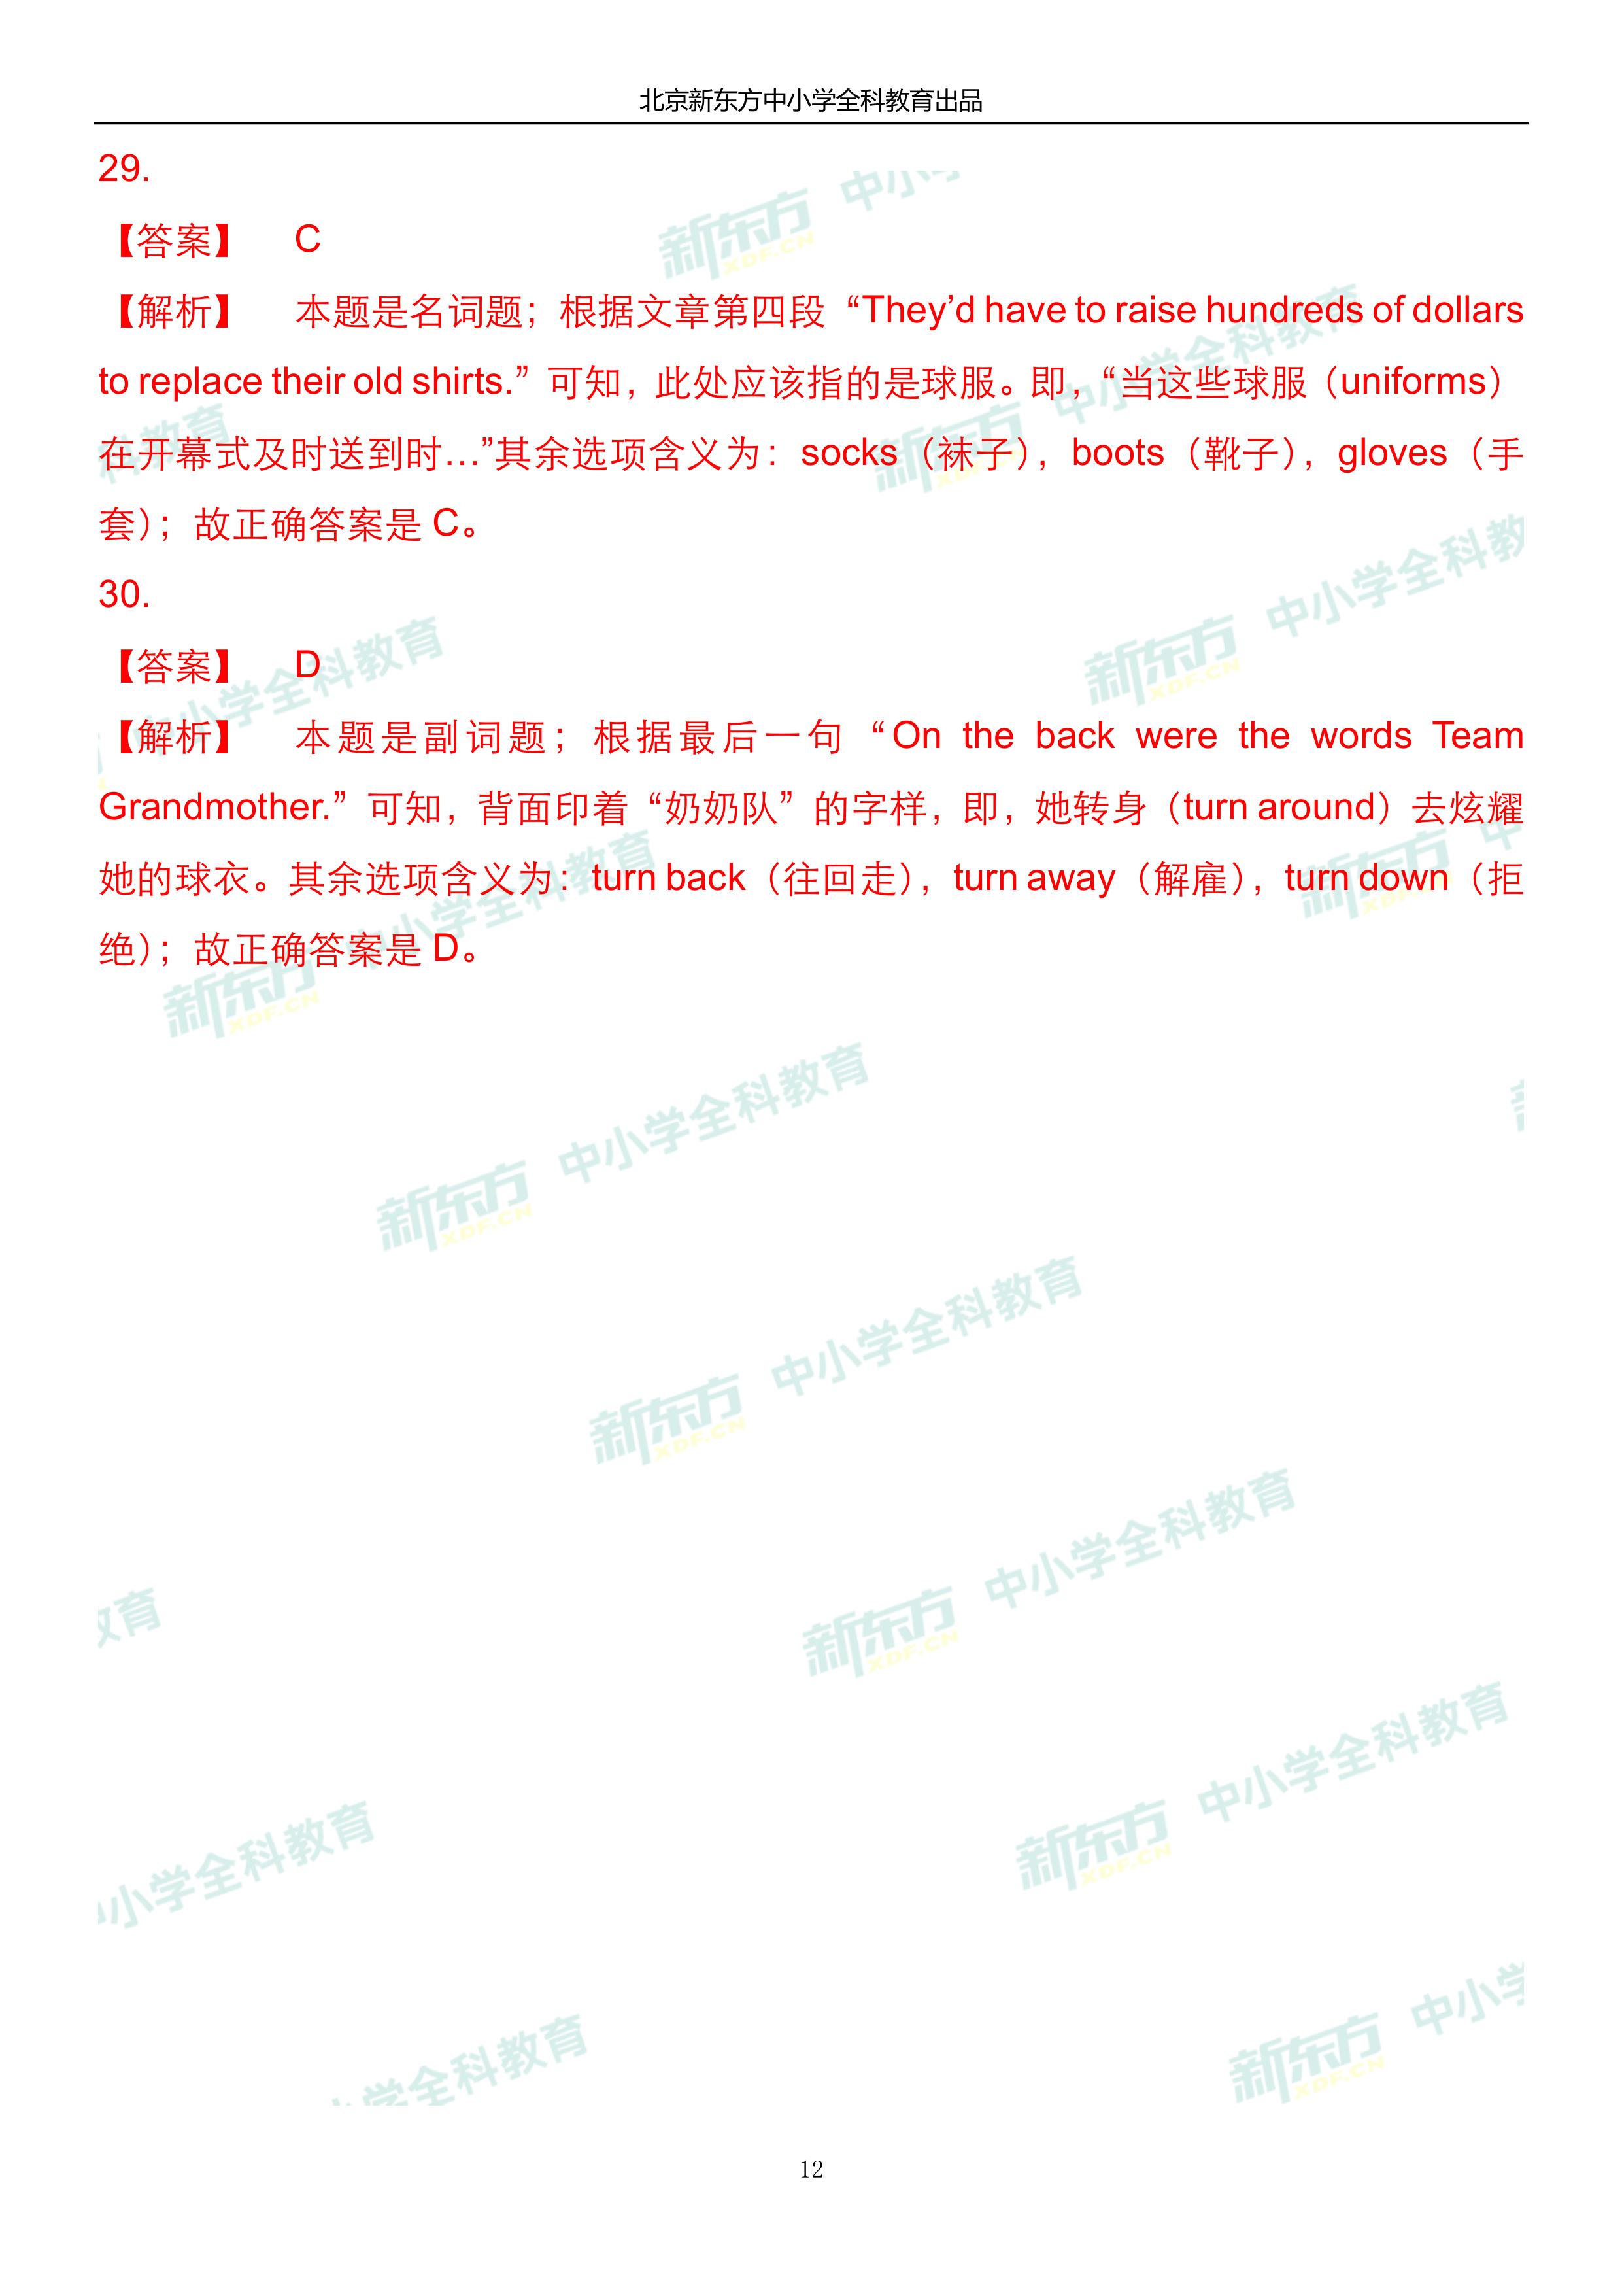 北京新东方中小学全科教育出品
29.
【答案】 C
【解析】 本题是名词题；根据文章第四段“They’d have to raise hundreds of dollars
to replace their old shirts.”可知，此处应该指的是球服。即，“当这些球服（uniforms）
在开幕式及时送到时…”其余选项含义为：socks（袜子），boots（靴子），gloves（手
套）；故正确答案是 C。
30.
【答案】 D
【解析】 本题是副词题；根据最后一句“On the back were the words Team
Grandmother.”可知，背面印着“奶奶队”的字样，即，她转身（turn around）去炫耀
她的球衣。其余选项含义为：turn back（往回走），turn away（解雇），turn down（拒
绝）；故正确答案是 D。
新东方 XDF.CN 中小学全科教育
12